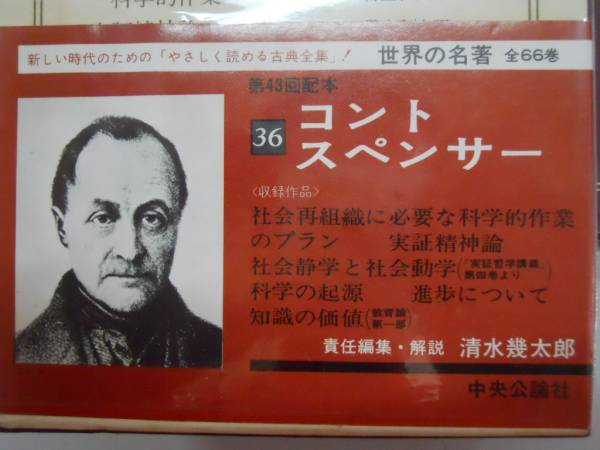 新しい時代のための「やさしく読める古典全集」!
世界の名著 全66巻
第43回配本
36 コント
スペンサー
〈収録作品〉
社会再組織に必要な科学的作業
のプラン 実証精神論
社会静学と社会動学(「実証哲学講義」第四巻より)
科学の起源 進歩について
知識の価値(教育論第一部)
責任編集・解説 清水幾太郎
中央公論社